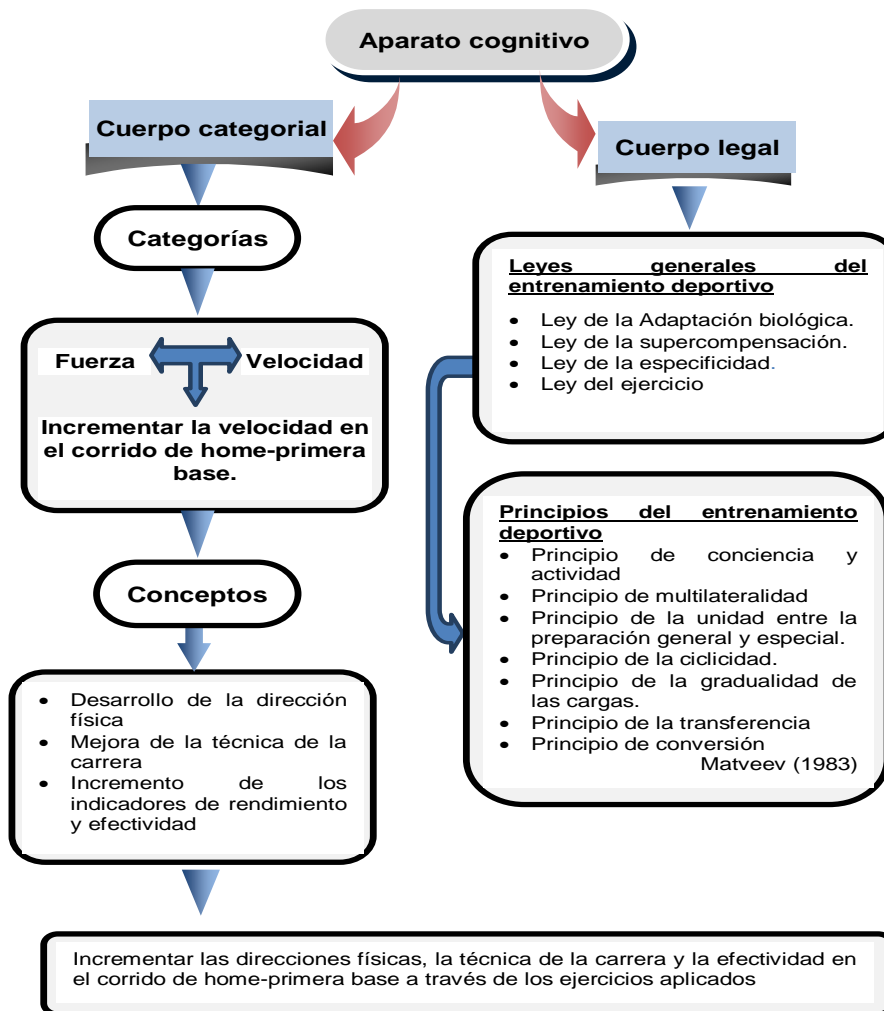 Aparato cognitivo
Cuerpo categorial
Categorías
Fuerza Velocidad
Incrementar la velocidad en
el corrido de home-primera
base.
Conceptos
• Desarrollo de la dirección
física
• Mejora de la técnica de la
carrera
• Incremento de los
indicadores de rendimiento
y efectividad
Cuerpo legal
Leyes generales del
entrenamiento deportivo
• Ley de la Adaptación biológica.
• Ley de la supercompensación.
• Ley de la especificidad.
• Ley del ejercicio
Principios del entrenamiento
deportivo
• Principio de conciencia y
actividad
• Principio de multilateralidad
• Principio de la unidad entre la
preparación general y especial.
• Principio de la ciclicidad.
• Principio de la gradualidad de
las cargas.
• Principio de la transferencia
• Principio de conversión
Matveev (1983)
Incrementar las direcciones físicas, la técnica de la carrera y la efectividad en
el corrido de home-primera base a través de los ejercicios aplicados